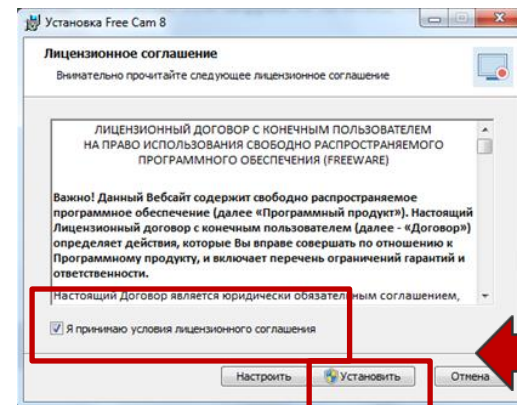 Установка Free Cam 8
Лицензионное соглашение
Внимательно прочитайте следующее лицензионное соглашение
ЛИЦЕНЗИОННЫЙ ДОГОВОР С КОНЕЧНЫМ ПОЛЬЗОВАТЕЛЕМ
НА ПРАВО ИСПОЛЬЗОВАНИЯ СВОБОДНО РАСПРОСТРАНЯЕМОГО
ПРОГРАММНОГО ОБЕСПЕЧЕНИЯ (FREEWARE)
Важно! Данный Вебсайт содержит свободно распространяемое
программное обеспечение (далее «Программный продукт»). Настоящий
Лицензионный договор с конечным пользователем (далее - «Договор»)
определяет действия, которые Вы вправе совершать по отношению к
Программному продукту, и включает перечень ограничений гарантий и
ответственности.
Настоящий Договор является юридически обязательным соглашением,
Я принимаю условия лицензионного соглашения
Настроить
Установить
Отмена